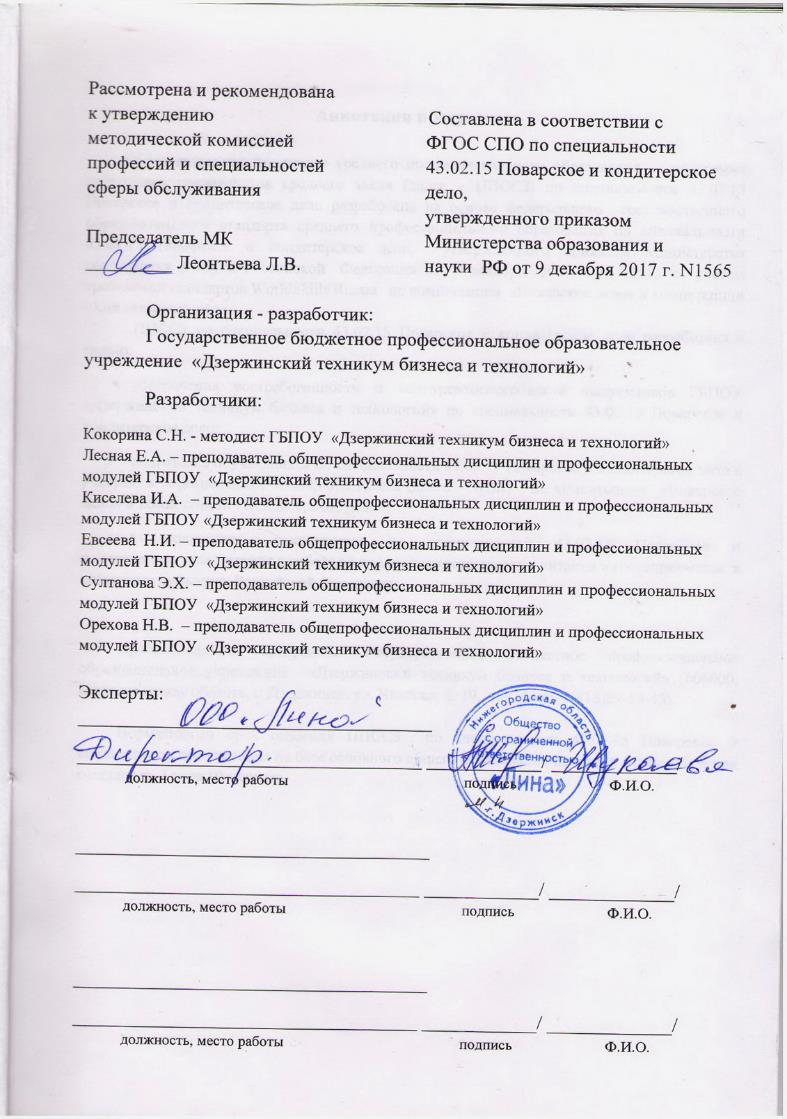 Рассмотрена и рекомендована
к утверждению
методической комиссией
профессий и специальностей
сферы обслуживания
Председатель МК
__________ Леонтьева Л.В.
Составлена в соответствии с
ФГОС СПО по специальности
43.02.15 Поварское и кондитерское
дело,
утвержденного приказом
Министерства образования и
науки РФ от 9 декабря 2017 г. N1565
Организация - разработчик:
Государственное бюджетное профессиональное образовательное
учреждение «Дзержинский техникум бизнеса и технологий»
Разработчики:
Кокорина С.Н. - методист ГБПОУ «Дзержинский техникум бизнеса и технологий»
Лесная Е.А. – преподаватель общепрофессиональных дисциплин и профессиональных
модулей ГБПОУ «Дзержинский техникум бизнеса и технологий»
Киселева И.А. – преподаватель общепрофессиональных дисциплин и профессиональных
модулей ГБПОУ «Дзержинский техникум бизнеса и технологий»
Евсеева Н.И. – преподаватель общепрофессиональных дисциплин и профессиональных
модулей ГБПОУ «Дзержинский техникум бизнеса и технологий»
Султанова Э.Х. – преподаватель общепрофессиональных дисциплин и профессиональных
модулей ГБПОУ «Дзержинский техникум бизнеса и технологий»
Орехова Н.В. – преподаватель общепрофессиональных дисциплин и профессиональных
модулей ГБПОУ «Дзержинский техникум бизнеса и технологий»
Эксперты:
ООО «Лина»
Директор
должность, место работы
подпись
Ф.И.О.
Нижегородская область
Общество
с ограниченной
ответственностью
«Лина»
г. Дзержинск
должность, место работы
подпись
Ф.И.О.
должность, место работы
подпись
Ф.И.О.